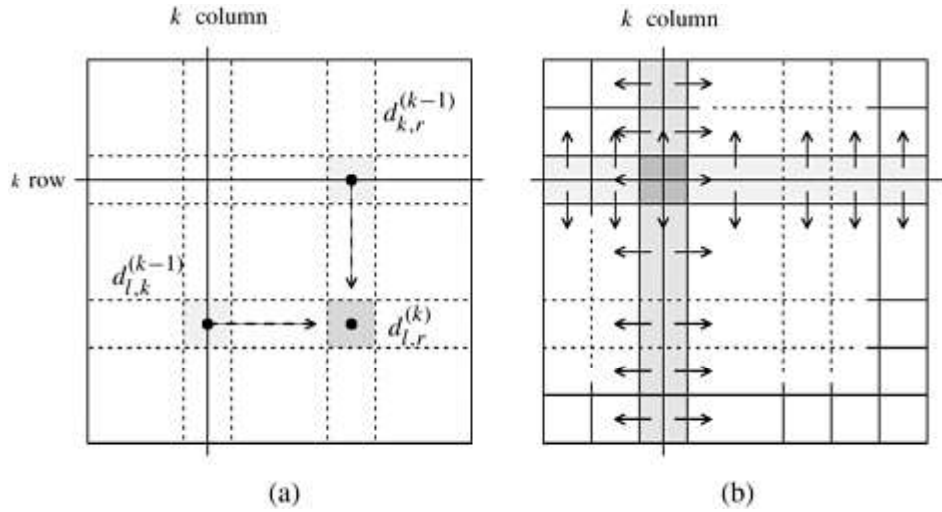 k column
k column
d_{k,r}^{(k-1)}
k row
d_{l,k}^{(k-1)}
d_{l,r}^{(k)}
(a)
(b)